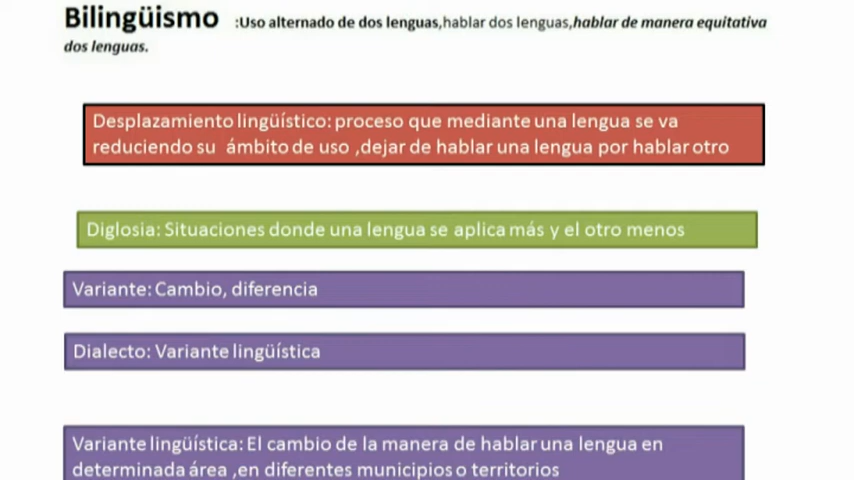 Bilingüismo :Uso alternado de dos lenguas,hablar dos lenguas,hablar de manera equitativa
dos lenguas.
Desplazamiento lingüístico: proceso que mediante una lengua se va
reduciendo su ámbito de uso ,dejar de hablar una lengua por hablar otro
Diglosia: Situaciones donde una lengua se aplica más y el otro menos
Variante: Cambio, diferencia
Dialecto: Variante lingüística
Variante lingüística: El cambio de la manera de hablar una lengua en
determinada área ,en diferentes municipios o territorios